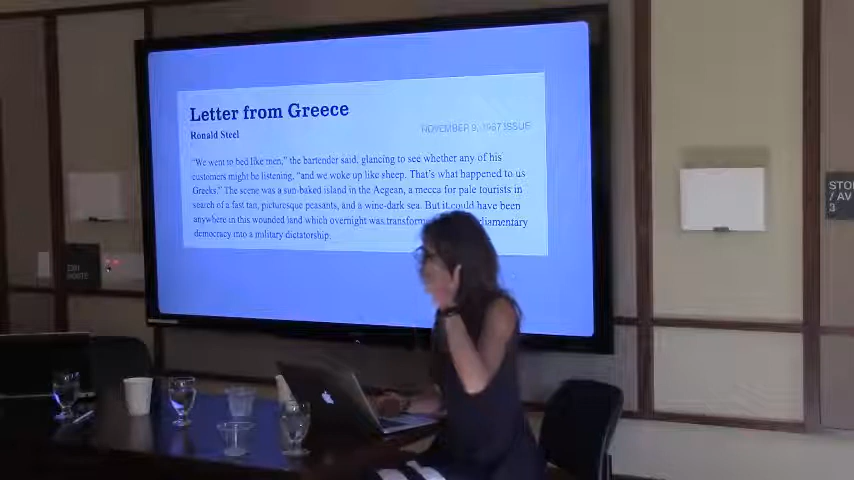 Letter from Greece
Ronald Steel
NOVEMBER 9, 1967 ISSUE
"We went to bed like men," the bartender said, glancing to see whether any of his
customers might be listening, "and we woke up like sheep. That's what happened to us
Greeks." The scene was a sun-baked island in the Aegean, a mecca for pale tourists in
search of a fast tan, picturesque peasants, and a wine-dark sea. But it could have been
anywhere in this wounded land which overnight was
democracy into a military dictatorship.
STO
/ AV
3